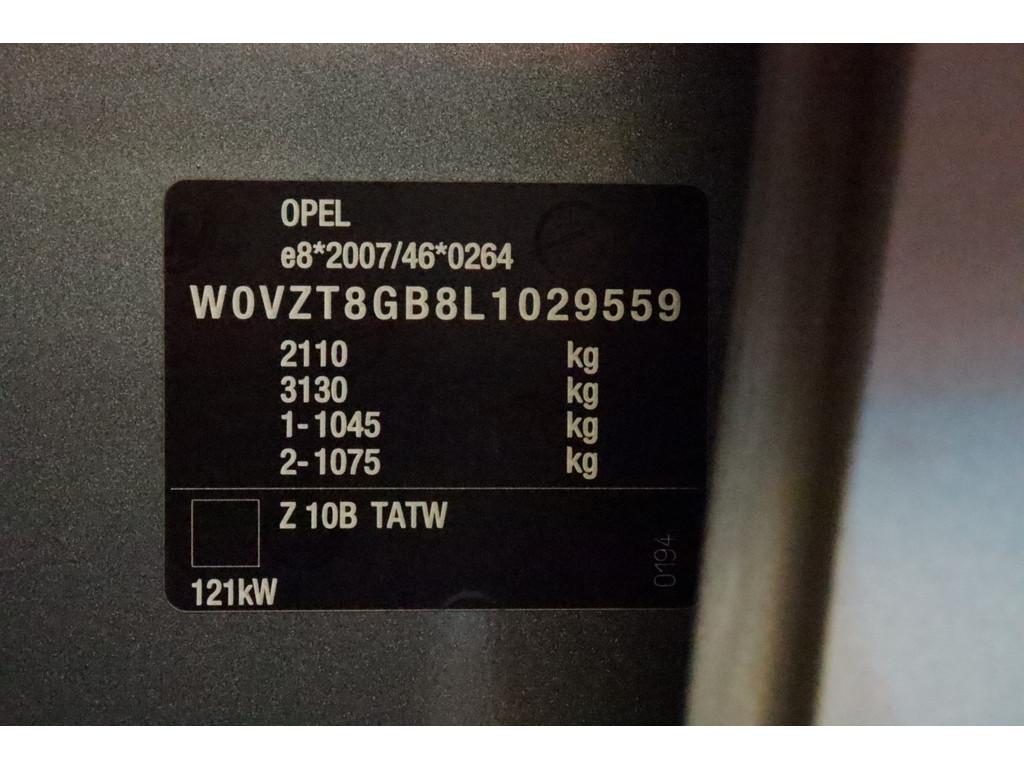 OPEL
e8*2007/46*0264
W0VZT8GB8L1029559
2110 kg
3130 kg
1-1045 kg
2-1075 kg
Z 10B TATW
121kW
0194